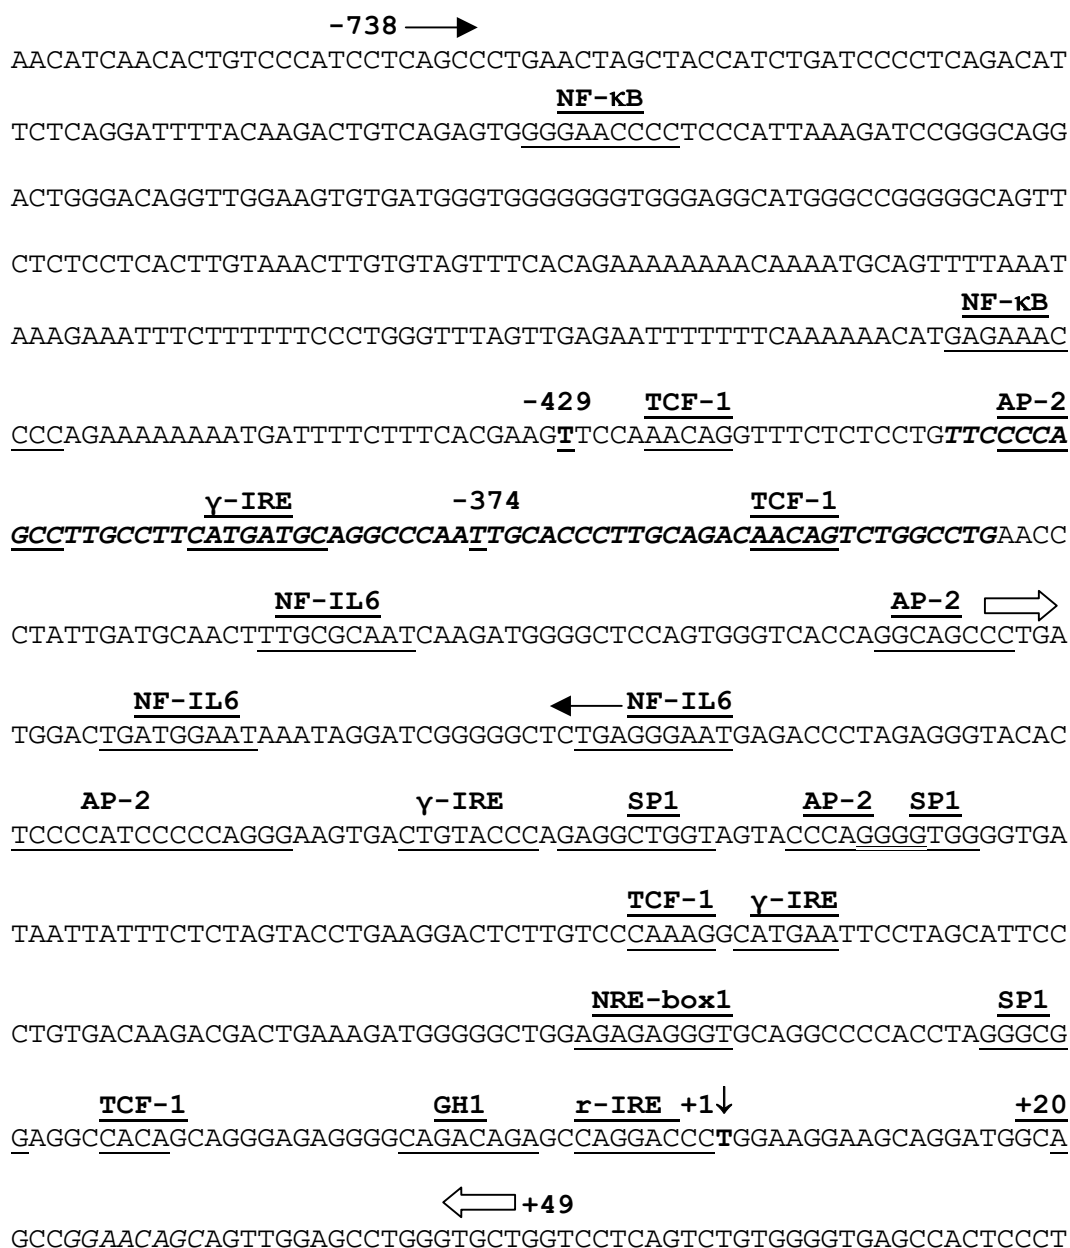 -738
AACATCAACACTGTCCCATCCTCAGCCCTGAACTAGCTACCATCTGATCCCCTCAGACAT
NF-κB
TCTCAGGATTTTACAAGACTGTCAGAGTGGGGAACCCCTCCCATTAAAGATCCGGGCAGG
ACTGGGACAGGTTGGAAGTGTGATGGGTGGGGGGGTGGGAGGCATGGGCCGGGGGCAGTT
CTCTCCTCACTTGTAAACTTGTGTAGTTTCACAGAAAAAAAACAAAATGCAGTTTTAAAT
NF-κB
AAAGAAATTTCTTTTTTCCCTGGGTTTAGTTGAGAATTTTTTTCAAAAAACATGAGAAAC
-429 TCF-1 AP-2
CCCAGAAAAAAAATGATTTTCTTTCACGAAGTTCCAAACAGGTTTCTCTCCTGTTCCCCA
γ-IRE -374 TCF-1
GCCTTGCCTTCATGATGCAGGCCCAATTGCACCCTTGCAGACAACAGTCTGGCCTGAACC
NF-IL6 AP-2
CTATTGATGCAACTTTGCGCAATCAAGATGGGGCTCCAGTGGGTCACCAGGCAGCCCTGA
NF-IL6 NF-IL6
TGGACTGATGGAATAAATAGGATCGGGGGCTCTGAGGGAATGAGACCCTAGAGGGTACAC
AP-2 γ-IRE SP1 AP-2 SP1
TCCCCATCCCCCAGGGAAGTGACTGTACCCAGAGGCTGGTAGTACCCAGGGGTGGGGTGA
TCF-1 γ-IRE
TAATTATTTCTCTAGTACCTGAAGGACTCTTGTCCCAAAGGCATGAATTCCTAGCATTCC
NRE-box1 SP1
CTGTGACAAGACGACTGAAAGATGGGGGCTGGAGAGAGGGTGCAGGCCCCACCTAGGGCG
TCF-1 GH1 r-IRE +1↓ +20
GAGGCCACAGCAGGGAGAGGGGCAGACAGAGCCAGGACCCTGGAAGGAAGCAGGATGGCA
+49
GCCGGAACAGCAGTTGGAGCCTGGGTGCTGGTCCTCAGTCTGTGGGGTGAGCCACTCCCT